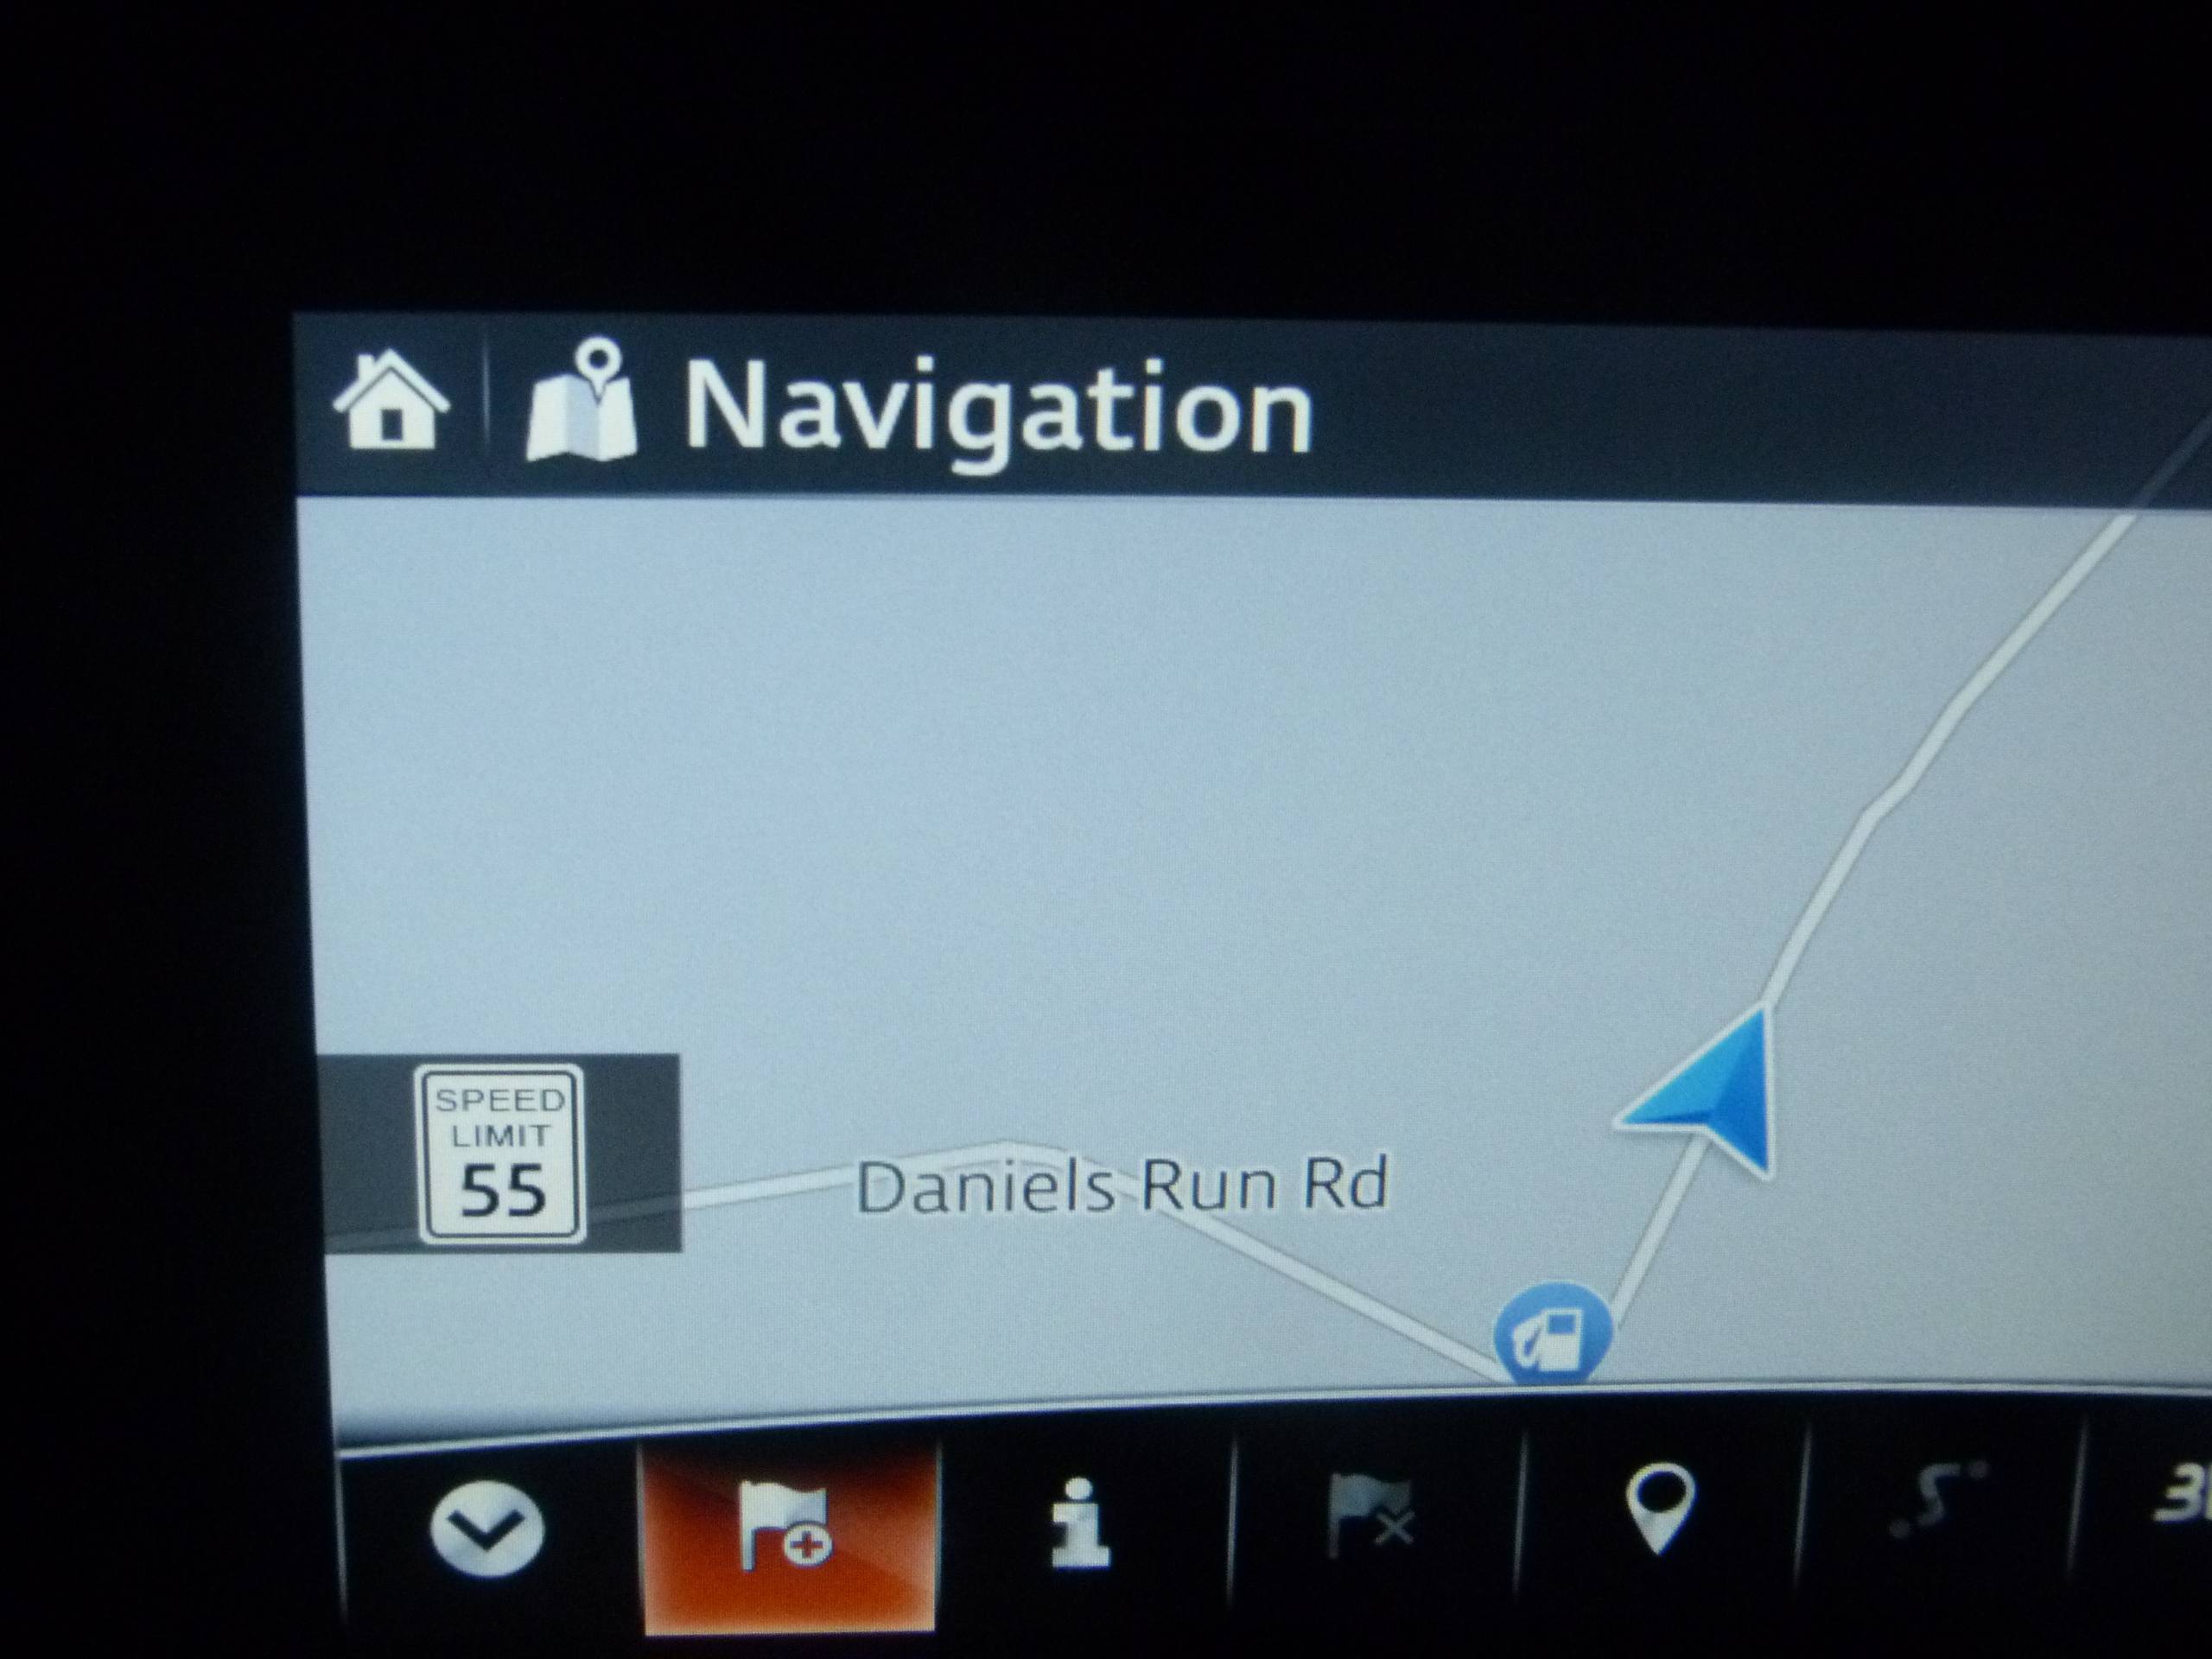 Navigation
SPEED
LIMIT
55
Daniels Run Rd